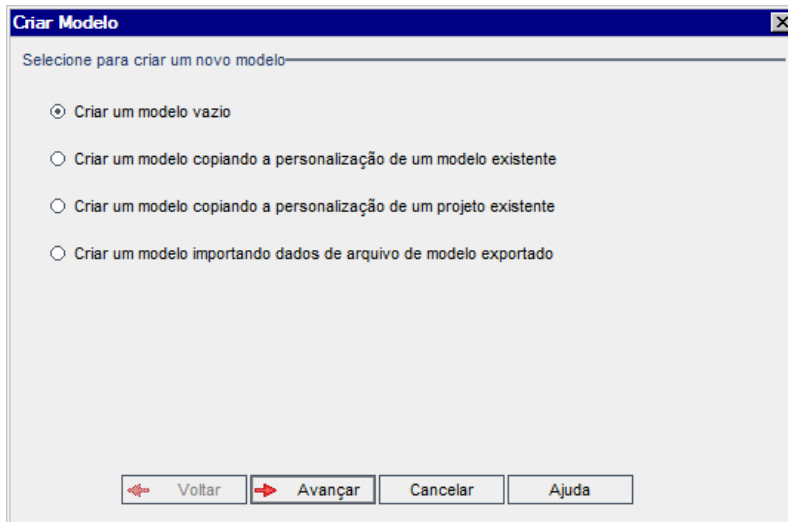 Criar Modelo
Selecione para criar um novo modelo
Criar um modelo vazio
Criar um modelo copiando a personalização de um modelo existente
Criar um modelo copiando a personalização de um projeto existente
Criar um modelo importando dados de arquivo de modelo exportado
Voltar Avançar Cancelar Ajuda